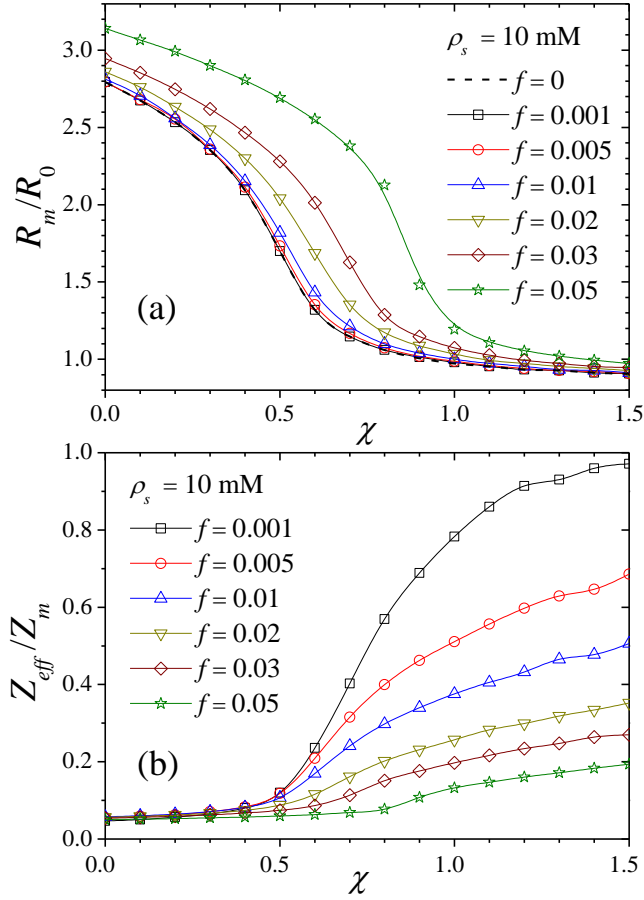 3.0
2.5
2.0
1.5
1.0
R_m/R_0
ρ_s = 10 mM
f = 0
f = 0.001
f = 0.005
f = 0.01
f = 0.02
f = 0.03
f = 0.05
(a)
0.0 0.5 1.0 1.5
χ
1.0
0.8
0.6
0.4
0.2
0.0
Z_eff/Z_m
ρ_s = 10 mM
f = 0.001
f = 0.005
f = 0.01
f = 0.02
f = 0.03
f = 0.05
(b)
0.0 0.5 1.0 1.5
χ